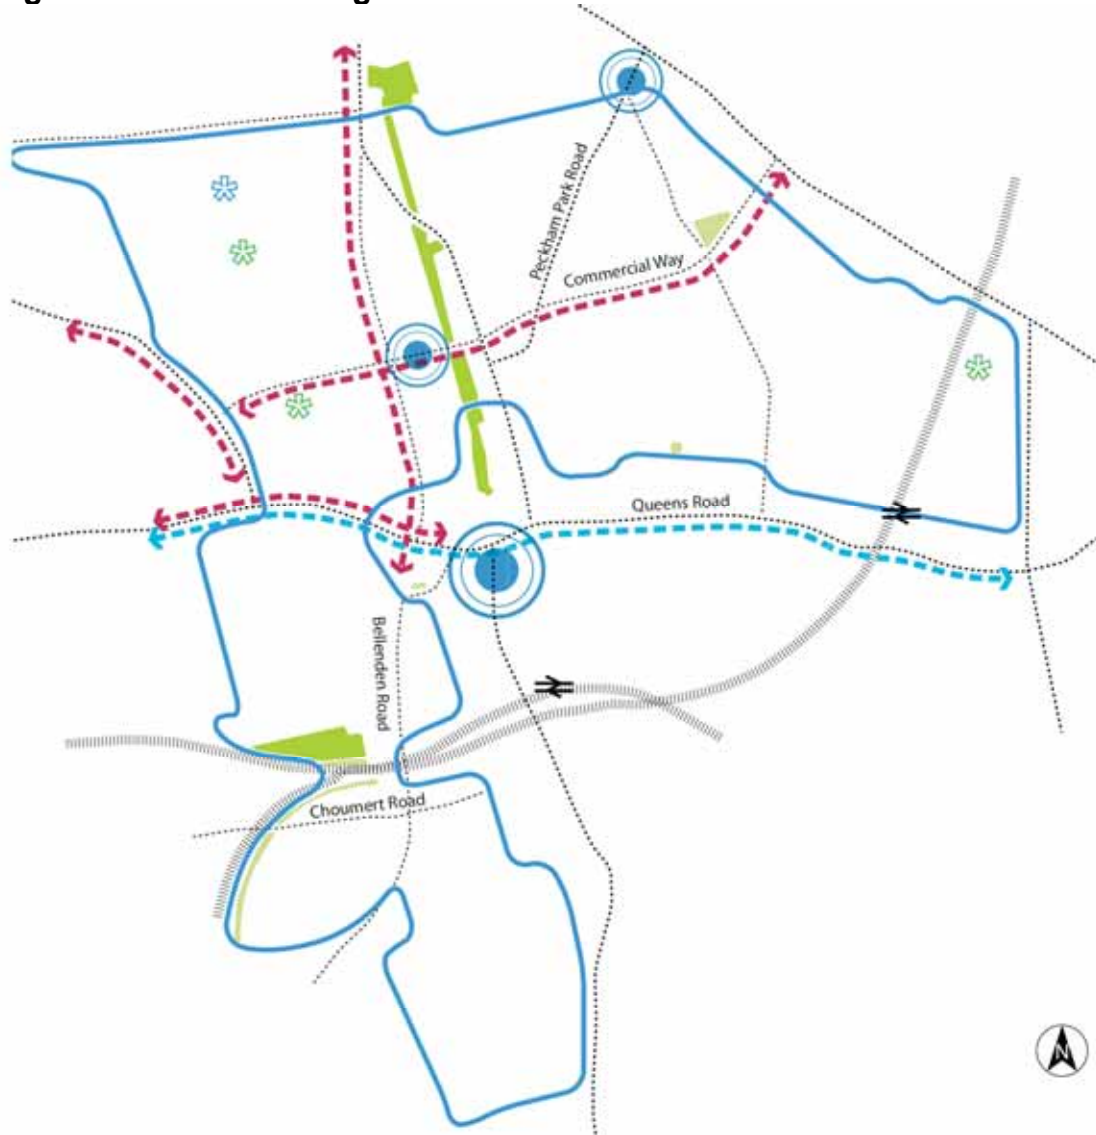 Peckham Park Road
Commercial Way
Queens Road
Bellenden Road
Choumert Road
N